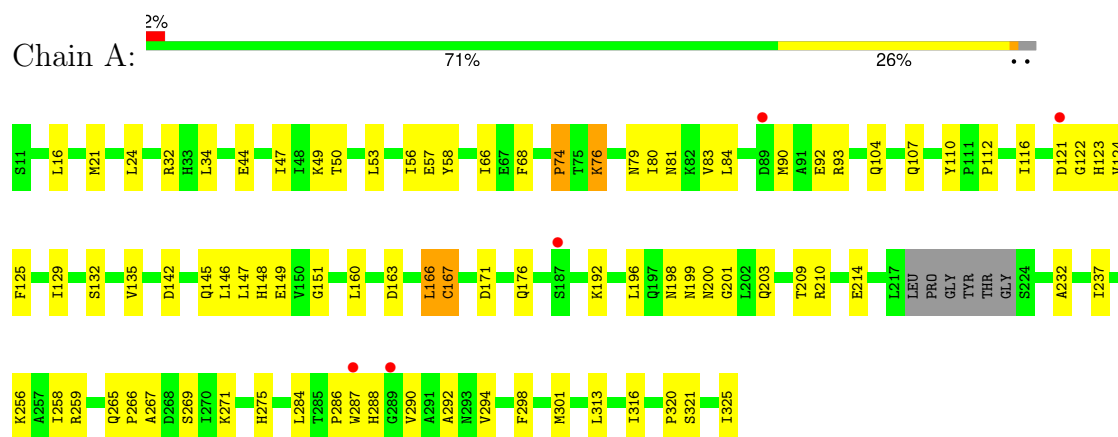 2%
Chain A:
71% 26% • •
S11 L16 M21 L24 R32 H33 L34 E44 I47 I48 K49 T50 L53 I56 E57 Y58 I66 E67 F68 P74 T75 K76 N79 I80 N81 K82 V83 L84 D89 M90 A91 E92 R93 Q104 Q107 Y110 P111 P112 I116 D121 G122 H123 V124
F125 I129 S132 V135 D142 Q145 L146 L147 H148 E149 V150 G151 L160 D163 L166 C167 D171 Q176 S187 K192 L196 Q197 N198 N199 N200 G201 L202 Q203 T209 R210 E214 L217 LEU PRO GLY TYR THR GLY S224 A232 I237
K256 A257 I258 R259 Q265 P266 A267 D268 S269 I270 K271 H275 L284 T285 P286 W287 H288 G289 V290 A291 A292 N293 V294 F298 M301 L313 I316 P320 S321 I325